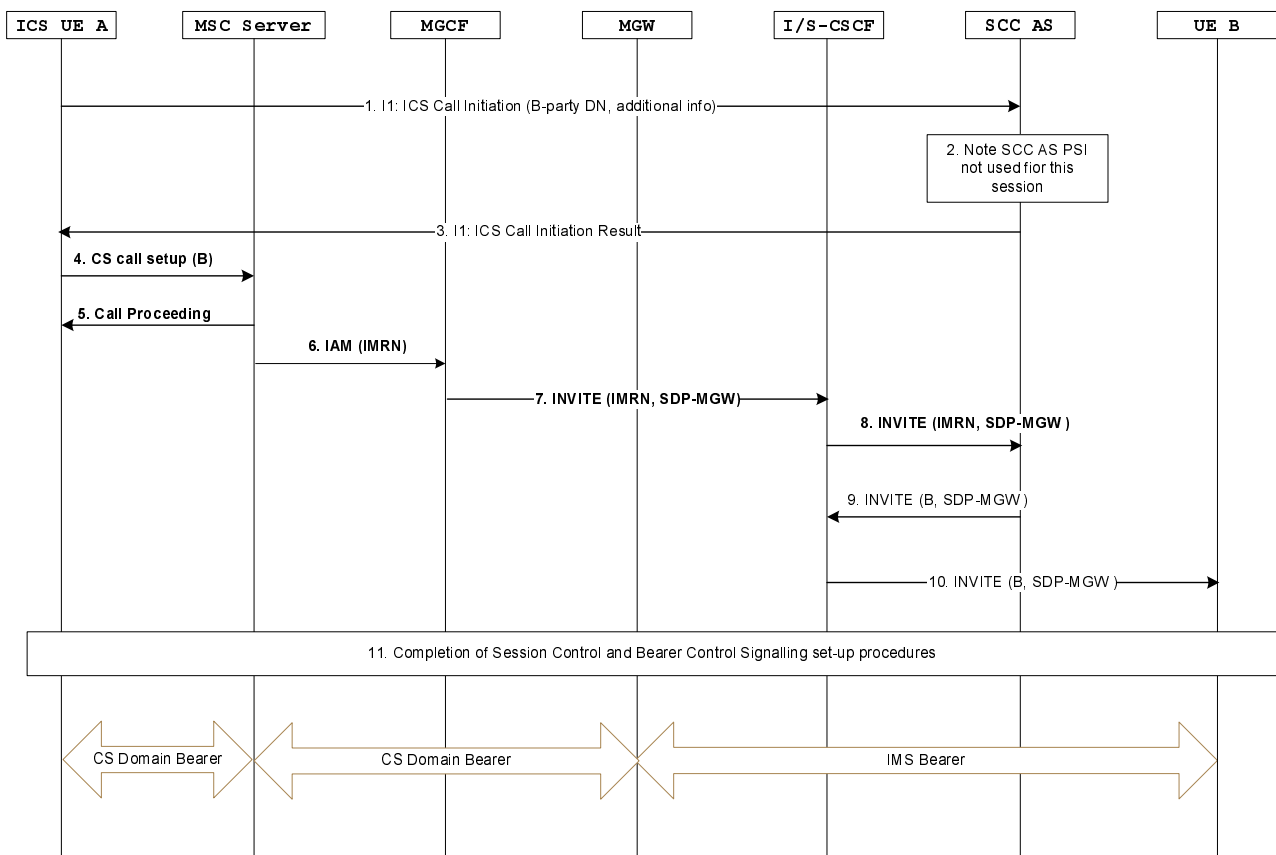 ICS UE A
MSC Server
MGCF
MGW
I/S-CSCF
SCC AS
UE B
1. I1: ICS Call Initiation (B-party DN, additional info)
2. Note SCC AS PSI
not used fior this
session
3. I1: ICS Call Initiation Result
4. CS call setup (B)
5. Call Proceeding
6. IAM (IMRN)
7. INVITE (IMRN, SDP-MGW)
8. INVITE (IMRN, SDP-MGW )
9. INVITE (B, SDP-MGW )
10. INVITE (B, SDP-MGW )
11. Completion of Session Control and Bearer Control Signalling set-up procedures
CS Domain Bearer
CS Domain Bearer
IMS Bearer